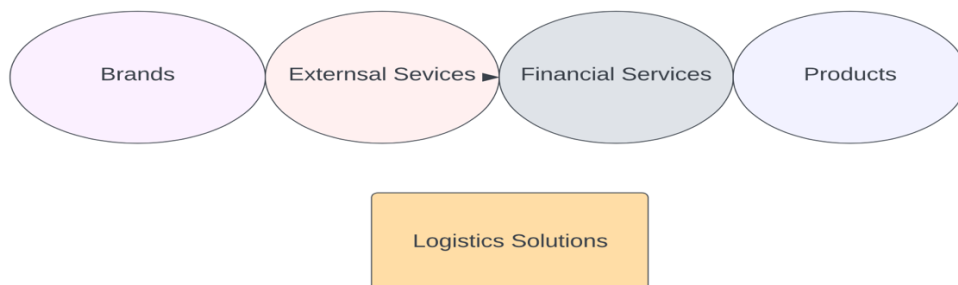 Brands
Externsal Sevices
Financial Services
Products
Logistics Solutions